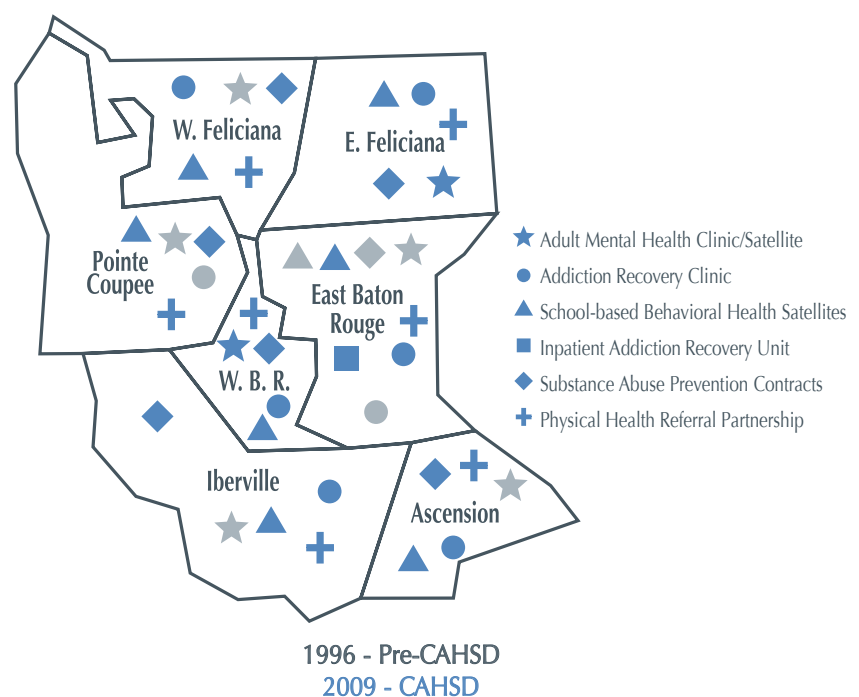 W. Feliciana
E. Feliciana
Pointe
Coupee
East Baton
Rouge
W. B. R.
Iberville
Ascension
Adult Mental Health Clinic/Satellite
Addiction Recovery Clinic
School-based Behavioral Health Satellites
Inpatient Addiction Recovery Unit
Substance Abuse Prevention Contracts
Physical Health Referral Partnership
1996 - Pre-CAHSD
2009 - CAHSD